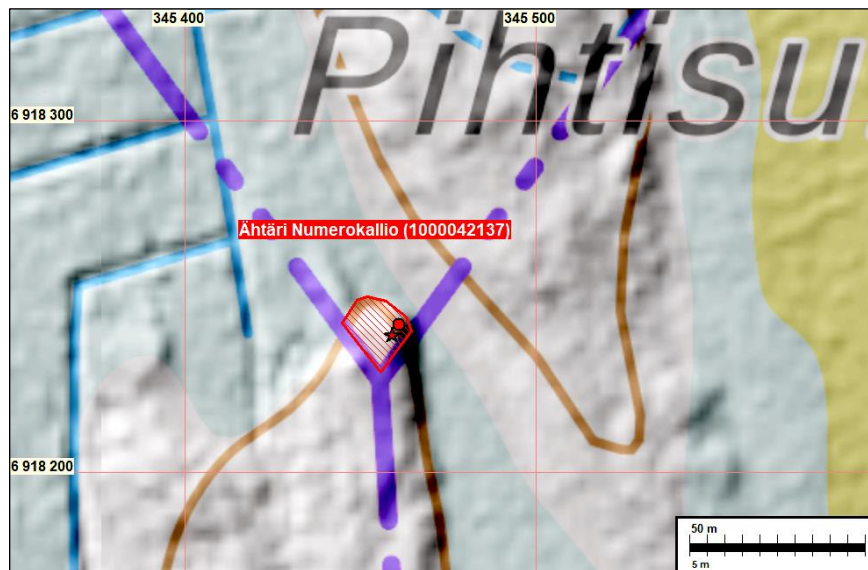 345 400
345 500
6 918 300
Pihtisu
Ähtäri Numerokallio (1000042137)
6 918 200
50 m
5 m